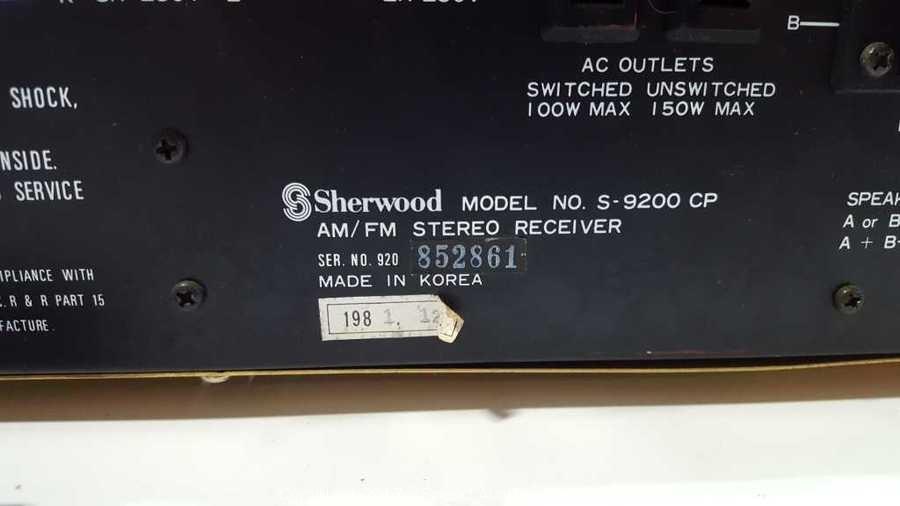 B
AC OUTLETS
SWITCHED UNSWITCHED
100W MAX 150W MAX
SHOCK,
NSIDE.
SERVICE
Sherwood MODEL NO. S-9200 CP
AM/FM STEREO RECEIVER
SER. NO. 920 852861
MADE IN KOREA
198 1. 12
MPLIANCE WITH
R & R PART 15
FACTURE.
SPEAK
A or B
A + B